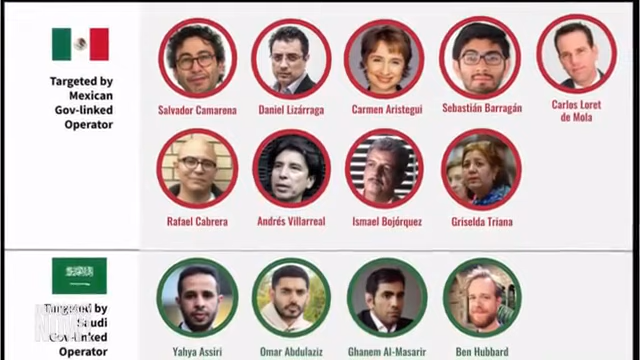 Targeted by
Mexican
Gov-linked
Operator
Salvador Camarena
Daniel Lizárraga
Carmen Aristegui
Sebastián Barragán
Carlos Loret
de Mola
Rafael Cabrera
Andrés Villarreal
Ismael Bojórquez
Griselda Triana
Targeted by
Saudi
Gov-linked
Operator
Yahya Assiri
Omar Abdulaziz
Ghanem Al-Masarir
Ben Hubbard